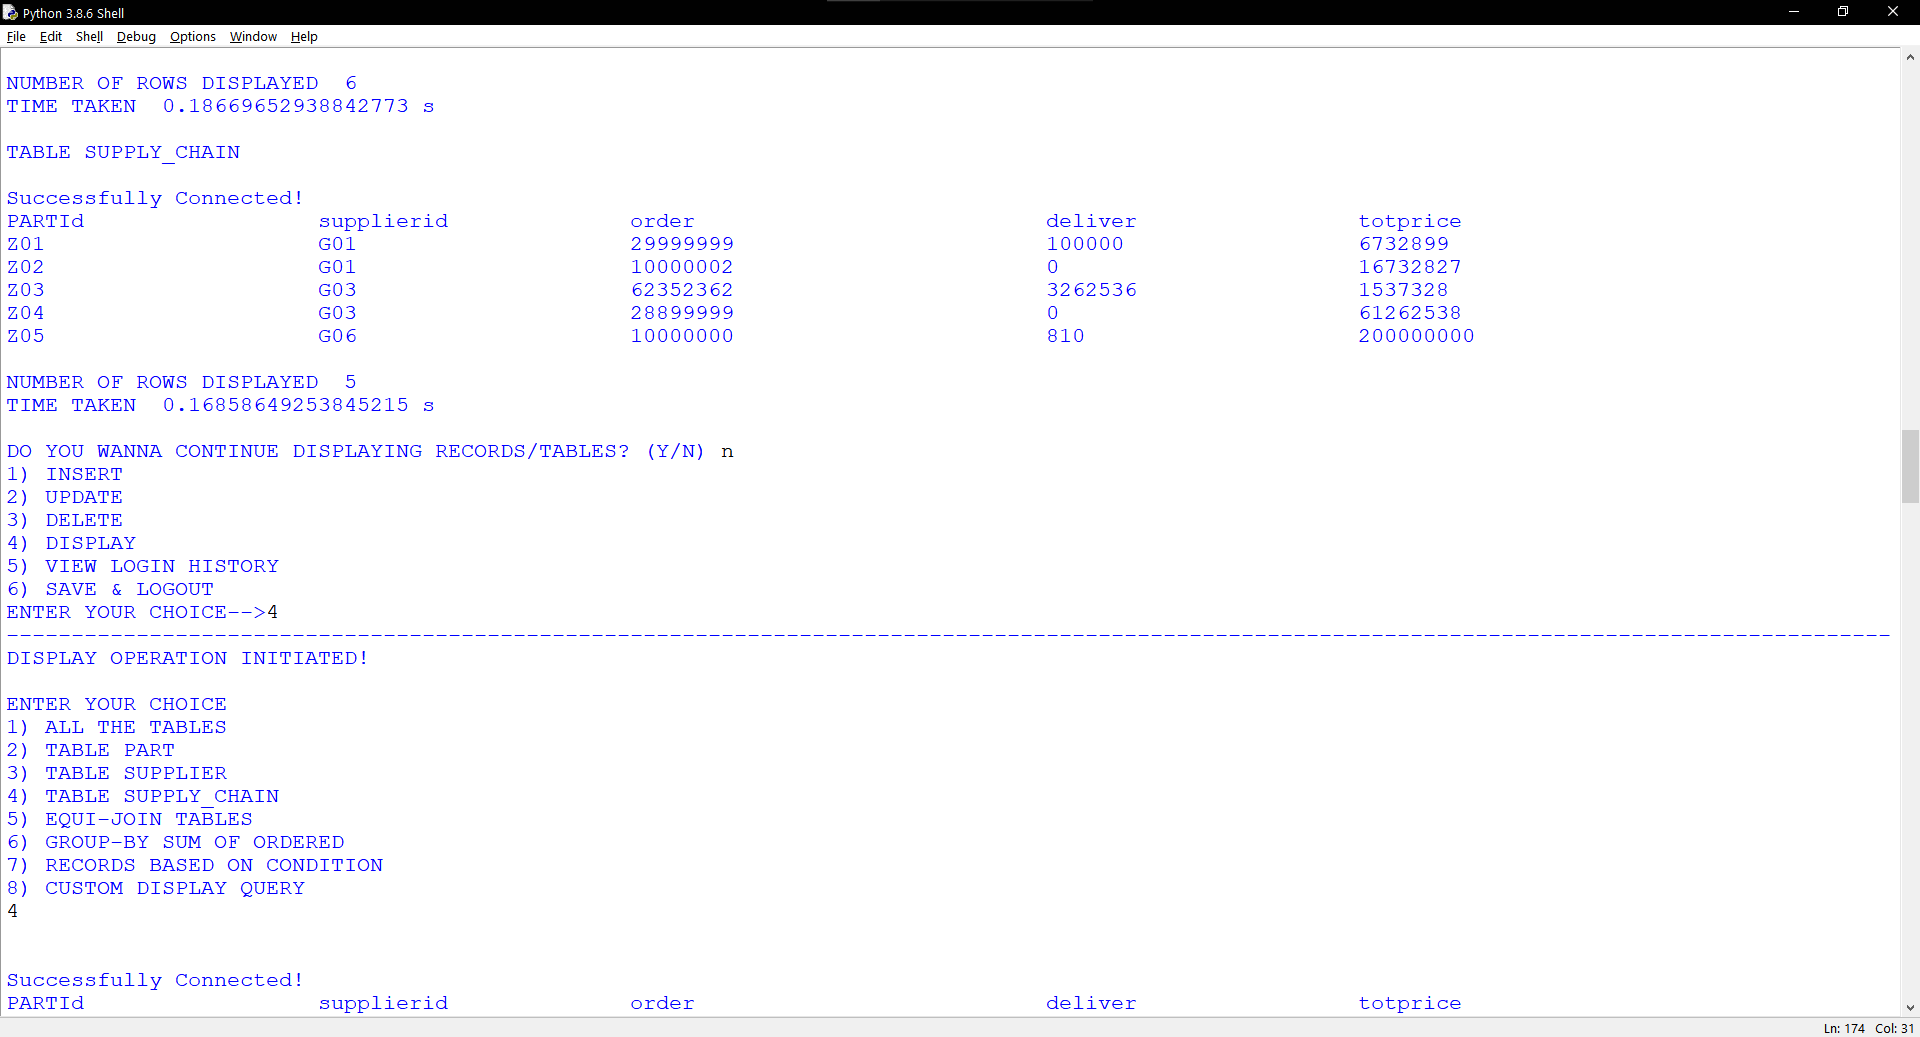 Python 3.8.6 Shell
File Edit Shell Debug Options Window Help
NUMBER OF ROWS DISPLAYED  6
TIME TAKEN  0.18669652938842773 s
TABLE SUPPLY_CHAIN
Successfully Connected!
PARTId supplierid order deliver totprice
Z01 G01 29999999 100000 6732899
Z02 G01 10000002 0 16732827
Z03 G03 62352362 3262536 1537328
Z04 G03 28899999 0 61262538
Z05 G06 10000000 810 200000000
NUMBER OF ROWS DISPLAYED  5
TIME TAKEN  0.16858649253845215 s
DO YOU WANNA CONTINUE DISPLAYING RECORDS/TABLES? (Y/N) n
1) INSERT
2) UPDATE
3) DELETE
4) DISPLAY
5) VIEW LOGIN HISTORY
6) SAVE & LOGOUT
ENTER YOUR CHOICE-->4
-------------------------------------------------------------------------------------------------------------------------------------------------
DISPLAY OPERATION INITIATED!
ENTER YOUR CHOICE
1) ALL THE TABLES
2) TABLE PART
3) TABLE SUPPLIER
4) TABLE SUPPLY_CHAIN
5) EQUI-JOIN TABLES
6) GROUP-BY SUM OF ORDERED
7) RECORDS BASED ON CONDITION
8) CUSTOM DISPLAY QUERY
4
Successfully Connected!
PARTId supplierid order deliver totprice
Ln: 174 Col: 31